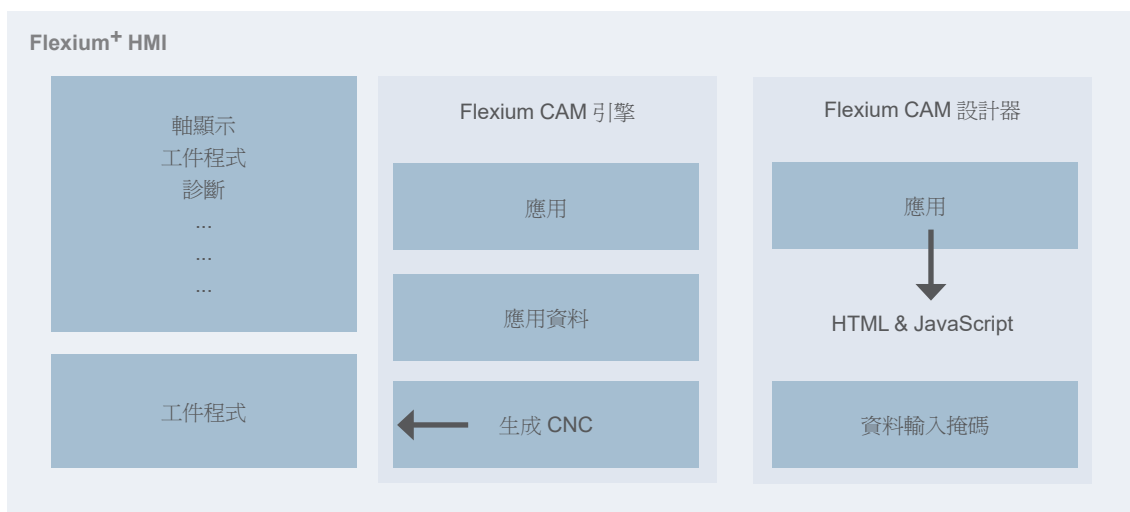 Flexium⁺ HMI
軸顯示
工件程式
診斷
...
...
...
工件程式
Flexium CAM 引擎
應用
應用資料
生成 CNC
Flexium CAM 設計器
應用
HTML & JavaScript
資料輸入掩碼